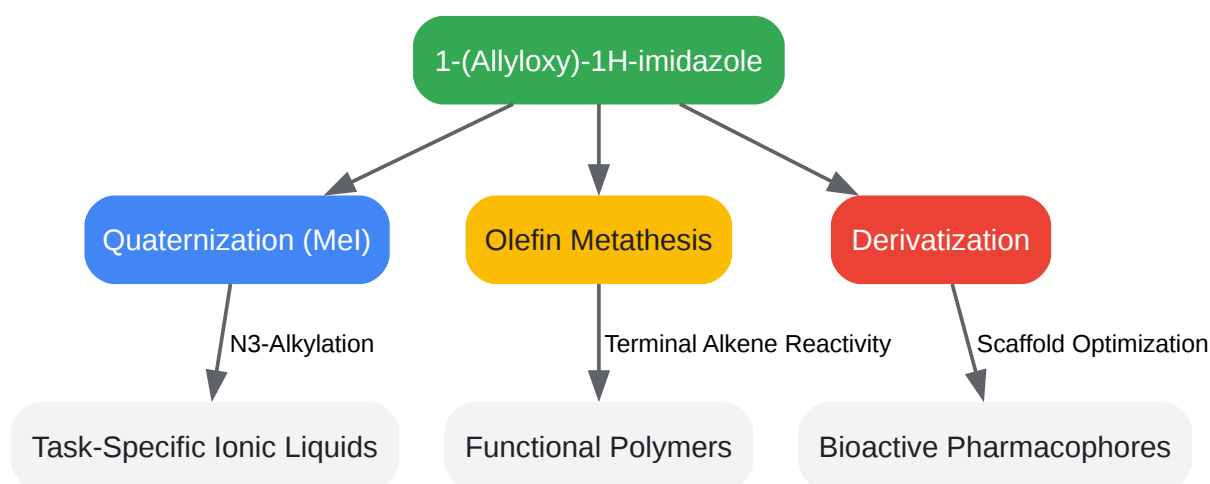 1-(Allyloxy)-1H-imidazole
Quaternization (MeI)
Olefin Metathesis
Derivatization
N3-Alkylation
Terminal Alkene Reactivity
Scaffold Optimization
Task-Specific Ionic Liquids
Functional Polymers
Bioactive Pharmacophores